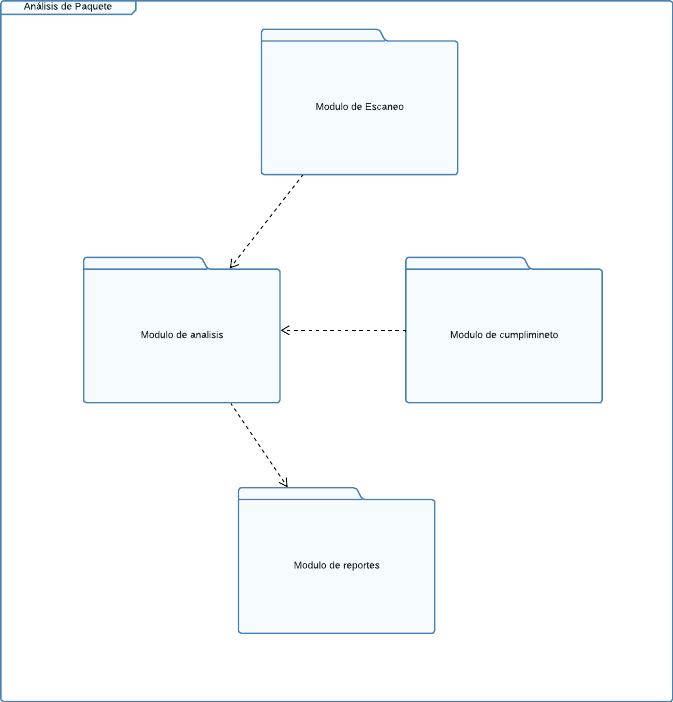 Análisis de Paquete
Modulo de Escaneo
Modulo de analisis
Modulo de cumplimineto
Modulo de reportes